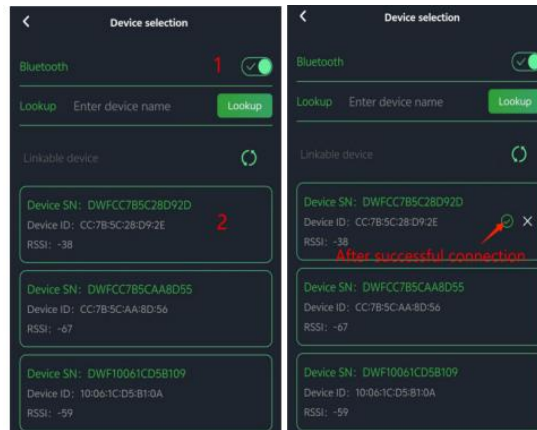 Device selection
Bluetooth 1
Lookup Enter device name Lookup
Linkable device
Device SN: DWFCC7B5C28D92D
Device ID: CC:7B:5C:28:D9:2E 2
RSSI: -38
Device SN: DWFCC7B5CAA8D55
Device ID: CC:7B:5C:AA:8D:56
RSSI: -67
Device SN: DWF10061CD5B109
Device ID: 10:06:1C:D5:B1:0A
RSSI: -59
Device selection
Bluetooth
Lookup Enter device name Lookup
Linkable device
Device SN: DWFCC7B5C28D92D
Device ID: CC:7B:5C:28:D9:2E
RSSI: -38
After successful connection
Device SN: DWFCC7B5CAA8D55
Device ID: CC:7B:5C:AA:8D:56
RSSI: -67
Device SN: DWF10061CD5B109
Device ID: 10:06:1C:D5:B1:0A
RSSI: -59